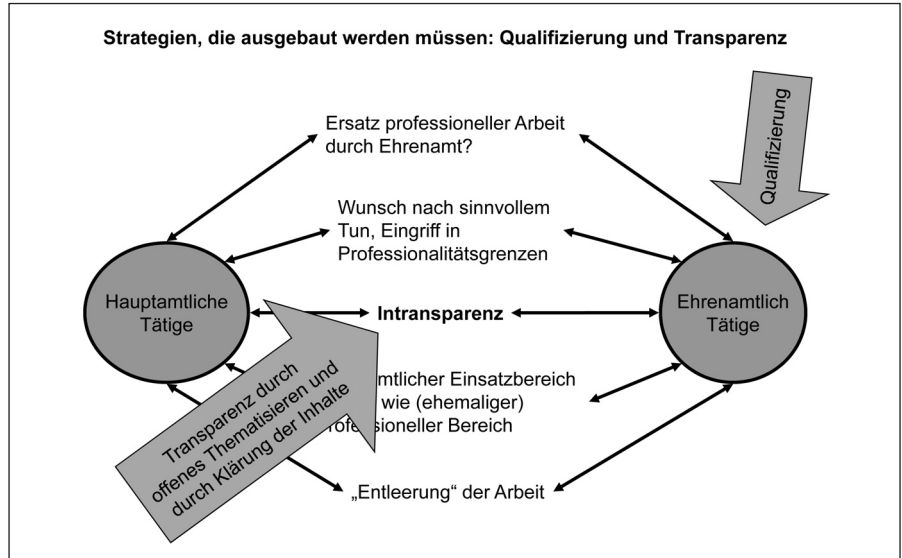 Strategien, die ausgebaut werden müssen: Qualifizierung und Transparenz
Qualifizierung
Ersatz professioneller Arbeit
durch Ehrenamt?
Wunsch nach sinnvollem
Tun, Eingriff in
Professionalitätsgrenzen
Hauptamtliche
Tätige
Intransparenz
Ehrenamtlich
Tätige
Transparenz durch
offenes Thematisieren und
durch Klärung der Inhalte
Einsatzbereich
wie (ehemaliger)
Bereich
„Entleerung“ der Arbeit